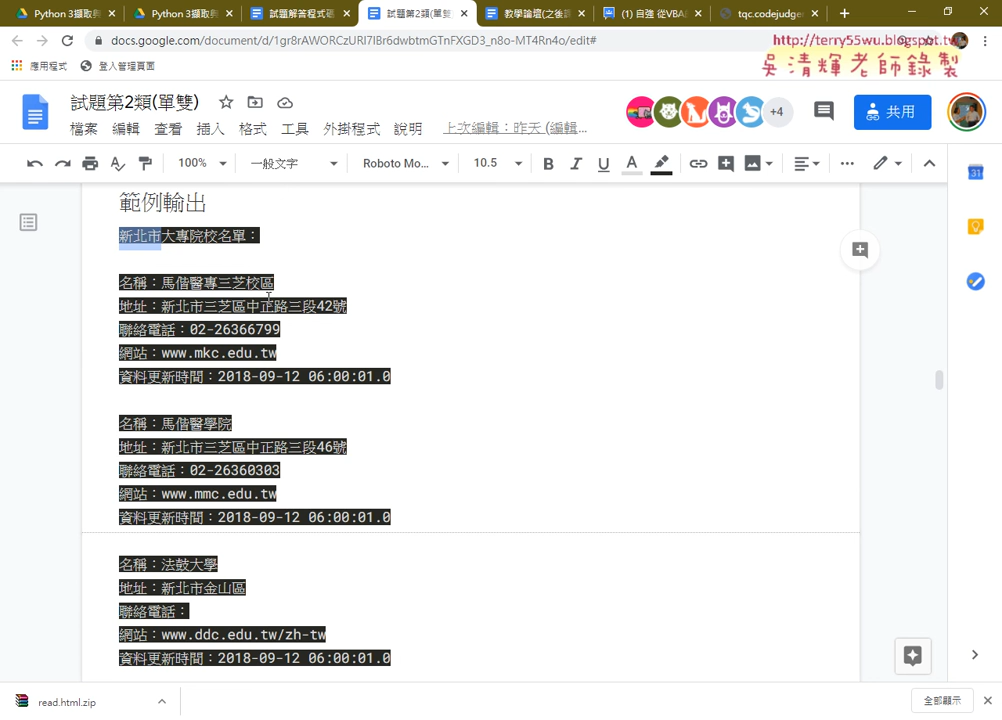 Python 3擷取與
Python 3擷取與
試題解答程式碼
試題第2類(單雙)
教學論壇(之後課
(1) 自強 從VBA
tqc.codejudge
docs.google.com/document/d/1gr8rAWORCzURI7IBr6dwbtmGTnFXGD3_n8o-MT4Rn4o/edit#
http://terry55wu.blogspot.tw
應用程式 登入管理頁面
吳清輝老師錄製
試題第2類(單雙)
+4
共用
檔案 編輯 查看 插入 格式 工具 外掛程式 說明 上次編輯：昨天 (編輯...
100% 一般文字 Roboto Mo... 10.5 B I U A
31
範例輸出
新北市大專院校名單：
名稱：馬偕醫專三芝校區
地址：新北市三芝區中正路三段42號
聯絡電話：02-26366799
網站：www.mkc.edu.tw
資料更新時間：2018-09-12 06:00:01.0
名稱：馬偕醫學院
地址：新北市三芝區中正路三段46號
聯絡電話：02-26360303
網站：www.mmc.edu.tw
資料更新時間：2018-09-12 06:00:01.0
名稱：法鼓大學
地址：新北市金山區
聯絡電話：
網站：www.ddc.edu.tw/zh-tw
資料更新時間：2018-09-12 06:00:01.0
read.html.zip
全部顯示